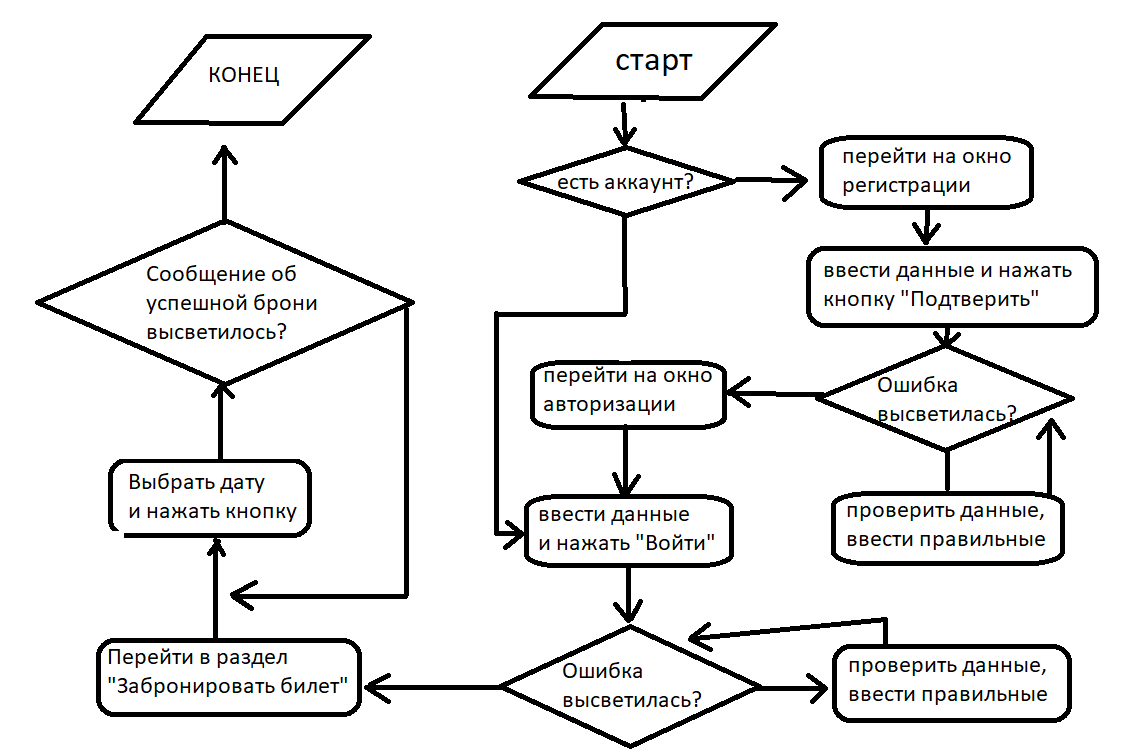 старт
есть аккаунт?
перейти на окно
регистрации
ввести данные и нажать
кнопку "Подтверить"
Ошибка
высветилась?
проверить данные,
ввести правильные
перейти на окно
авторизации
ввести данные
и нажать "Войти"
Ошибка
высветилась?
проверить данные,
ввести правильные
Перейти в раздел
"Забронировать билет"
Выбрать дату
и нажать кнопку
Сообщение об
успешной брони
высветилось?
КОНЕЦ